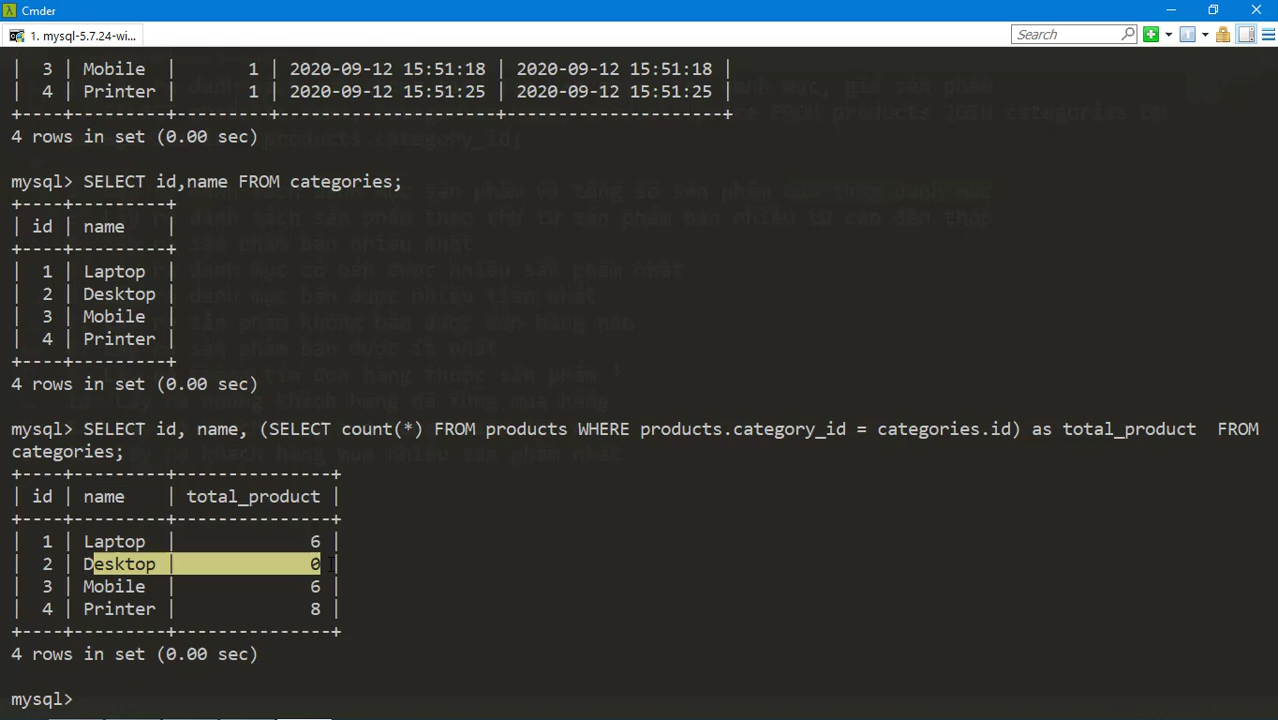 Cmder
1. mysql-5.7.24-wi...
Search
| 3 | Mobile | 1 | 2020-09-12 15:51:18 | 2020-09-12 15:51:18 |
| 4 | Printer | 1 | 2020-09-12 15:51:25 | 2020-09-12 15:51:25 |
+----+---------+--------+---------------------+---------------------+
4 rows in set (0.00 sec)
mysql> SELECT id,name FROM categories;
+----+---------+
| id | name |
+----+---------+
| 1 | Laptop |
| 2 | Desktop |
| 3 | Mobile |
| 4 | Printer |
+----+---------+
4 rows in set (0.00 sec)
mysql> SELECT id, name, (SELECT count(*) FROM products WHERE products.category_id = categories.id) as total_product FROM
categories;
+----+---------+---------------+
| id | name | total_product |
+----+---------+---------------+
| 1 | Laptop | 6 |
| 2 | Desktop | 0 |
| 3 | Mobile | 6 |
| 4 | Printer | 8 |
+----+---------+---------------+
4 rows in set (0.00 sec)
mysql>